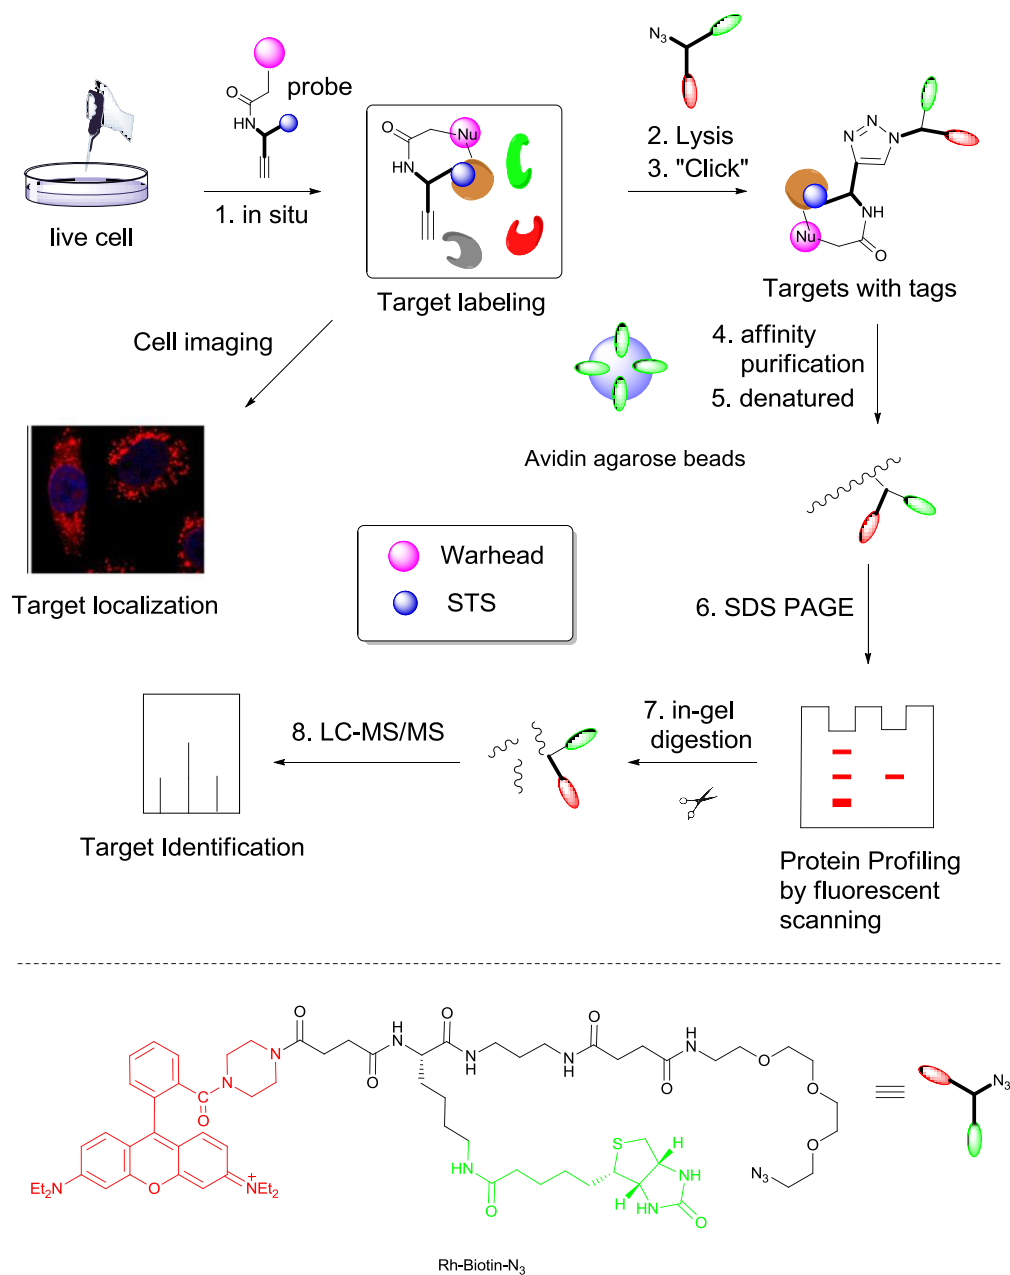 live cell
probe
O
HN
1. in situ
O
HN
Nu
Target labeling
N₃
2. Lysis
3. "Click"
N
N
N
NH
O
Nu
Targets with tags
Cell imaging
4. affinity
purification
5. denatured
Avidin agarose beads
Target localization
Warhead
STS
6. SDS PAGE
8. LC-MS/MS
7. in-gel
digestion
Target Identification
Protein Profiling
by fluorescent
scanning
O
N
N
C
O
Et₂N
O
NEt₂
+
O
H
N
O
N
H
O
N
H
O
O
H
N
O
O
O
N₃
HN
O
S
H
H
NH
HN
O
N₃
Rh-Biotin-N₃